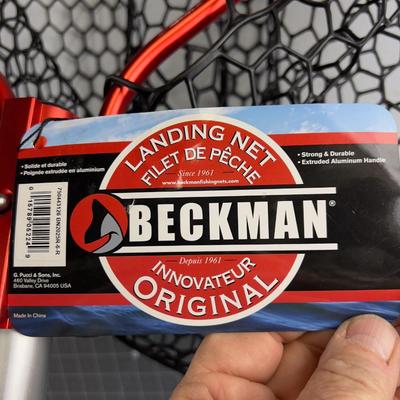 LANDING NET
FILET DE PÊCHE
Since 1961
www.beckmanfishingnets.com
BECKMAN®
Depuis 1961
INNOVATEUR
ORIGINAL
• Solide et durable
• Poignée extrudée en aluminium
• Strong & Durable
• Extruded Aluminum Handle
G. Pucci & Sons, Inc.
460 Valley Drive
Brisbane, CA 94005 USA
Made In China